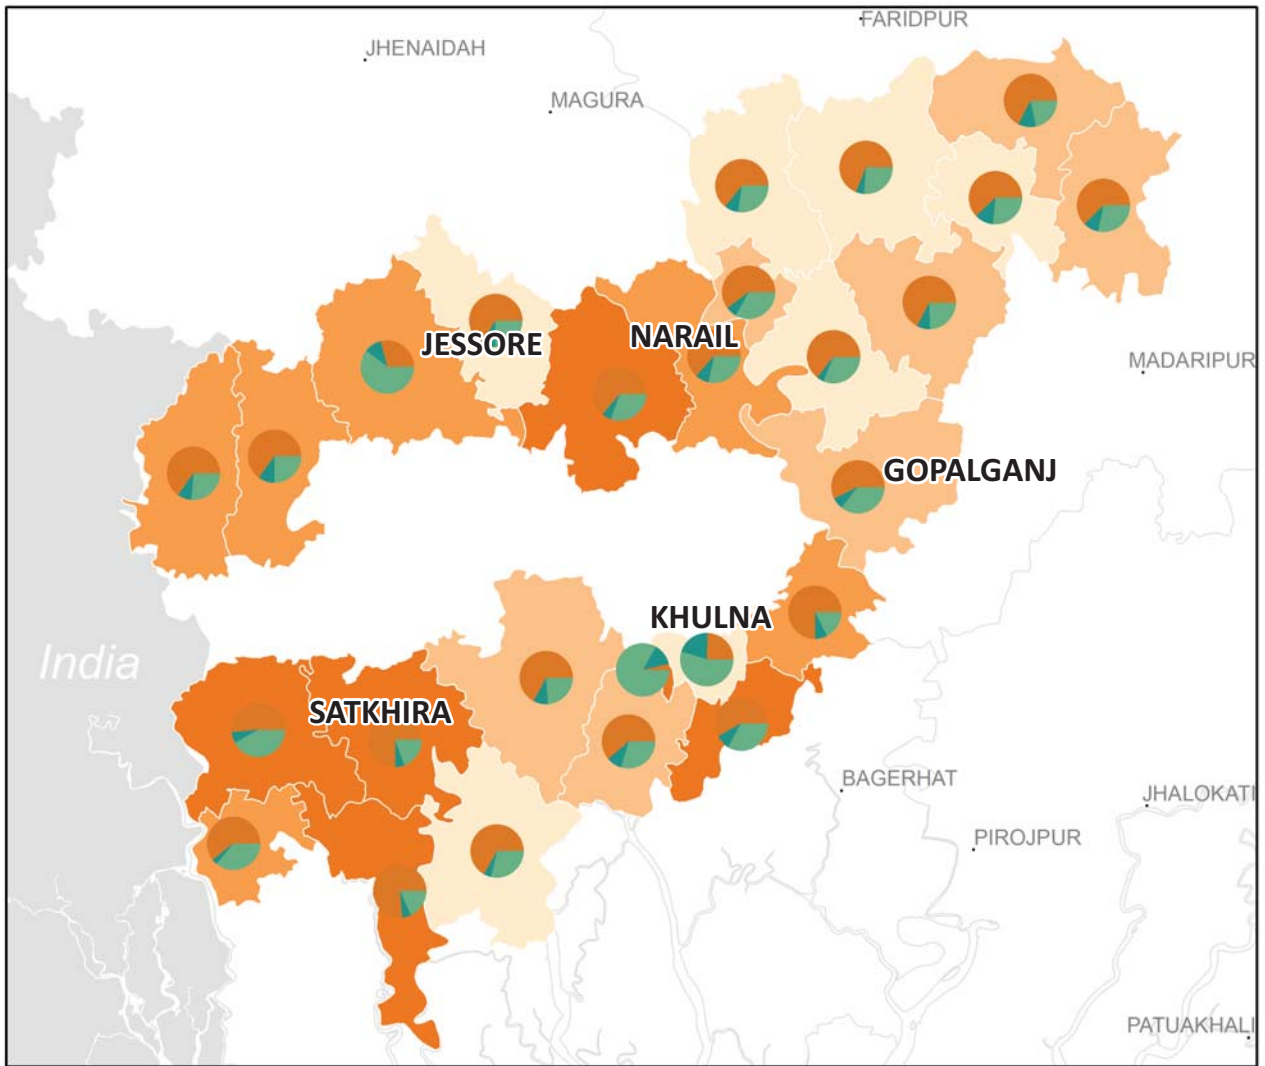 FARIDPUR
JHENAIDAH
MAGURA
JESSORE
NARAIL
MADARIPUR
GOPALGANJ
KHULNA
India
SATKHIRA
BAGERHAT
JHALOKATI
PIROJPUR
PATUAKHALI